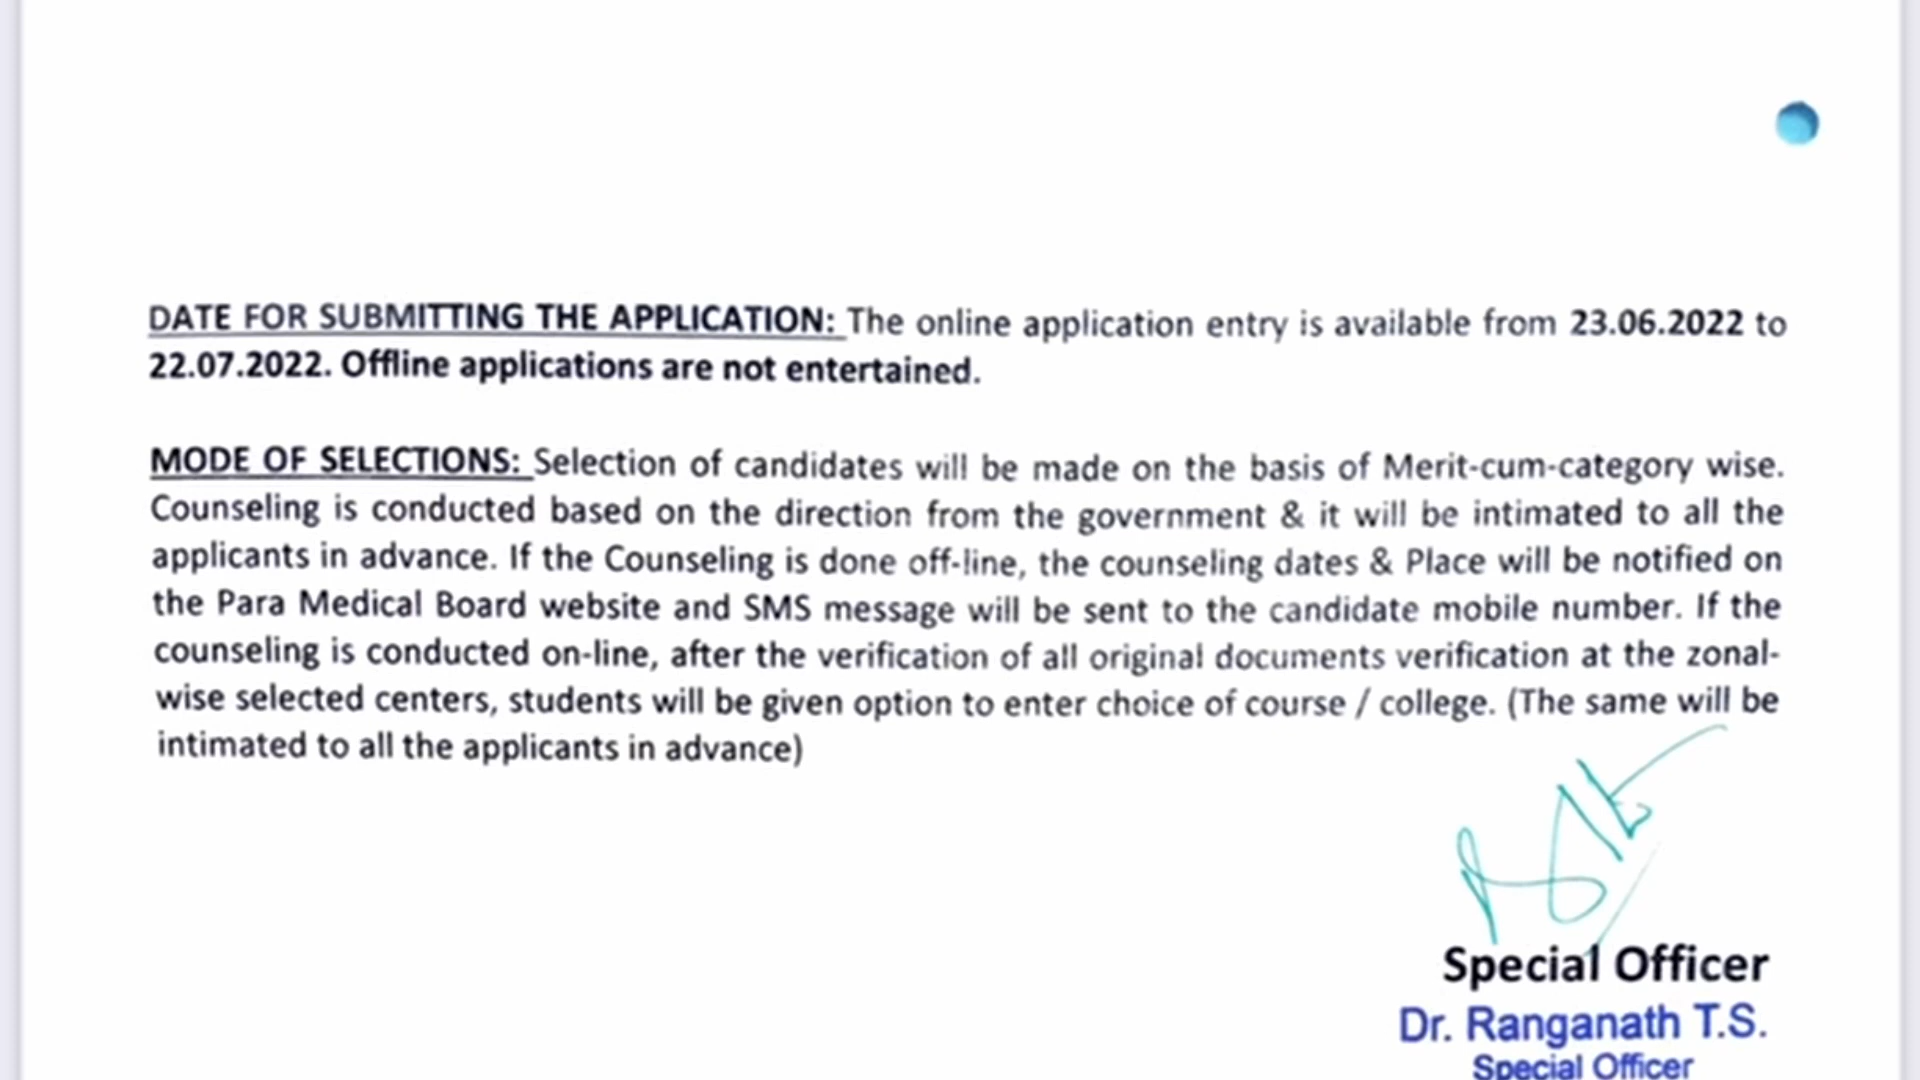 DATE FOR SUBMITTING THE APPLICATION: The online application entry is available from 23.06.2022 to
22.07.2022. Offline applications are not entertained.
MODE OF SELECTIONS: Selection of candidates will be made on the basis of Merit-cum-category wise.
Counseling is conducted based on the direction from the government & it will be intimated to all the
applicants in advance. If the Counseling is done off-line, the counseling dates & Place will be notified on
the Para Medical Board website and SMS message will be sent to the candidate mobile number. If the
counseling is conducted on-line, after the verification of all original documents verification at the zonal-
wise selected centers, students will be given option to enter choice of course / college. (The same will be
intimated to all the applicants in advance)
Special Officer
Dr. Ranganath T.S.
Special Officer